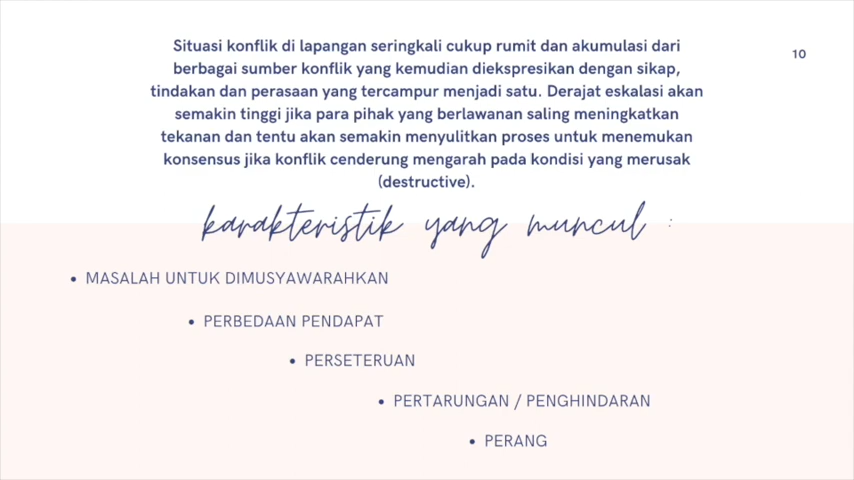 10
Situasi konflik di lapangan seringkali cukup rumit dan akumulasi dari
berbagai sumber konflik yang kemudian diekspresikan dengan sikap,
tindakan dan perasaan yang tercampur menjadi satu. Derajat eskalasi akan
semakin tinggi jika para pihak yang berlawanan saling meningkatkan
tekanan dan tentu akan semakin menyulitkan proses untuk menemukan
konsensus jika konflik cenderung mengarah pada kondisi yang merusak
(destructive).
karakteristik yang muncul :
• MASALAH UNTUK DIMUSYAWARAHKAN
• PERBEDAAN PENDAPAT
• PERSETERUAN
• PERTARUNGAN / PENGHINDARAN
• PERANG